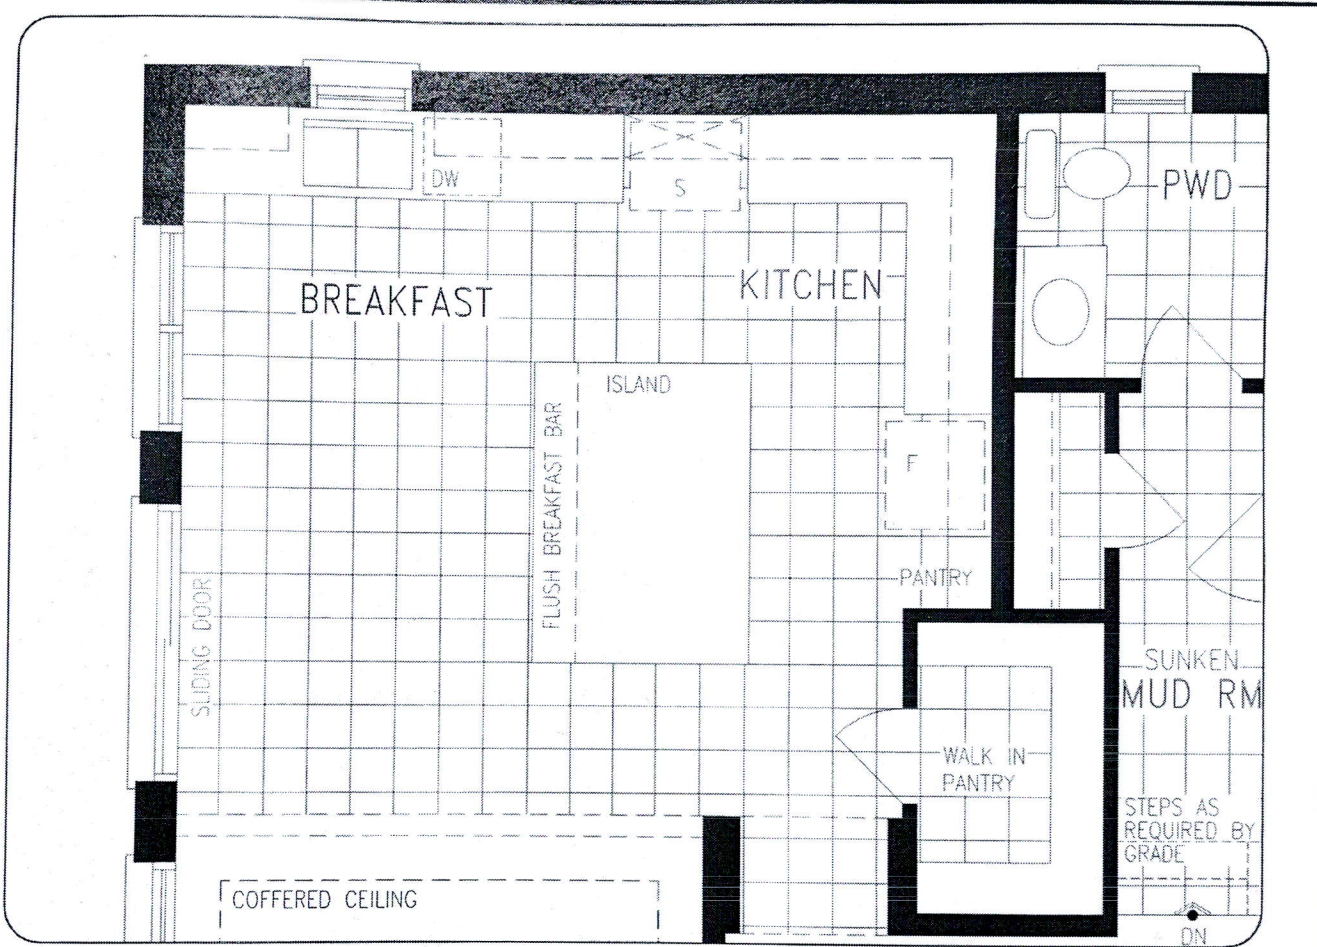 DW
S
PWD
BREAKFAST
KITCHEN
ISLAND
FLUSH BREAKFAST BAR
F
PANTRY
SLIDING DOOR
SUNKEN
MUD RM
WALK IN
PANTRY
STEPS AS
REQUIRED BY
GRADE
COFFERED CEILING
DN